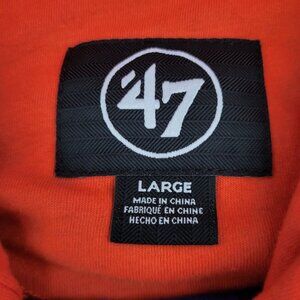 '47
LARGE
MADE IN CHINA
FABRIQUÉ EN CHINE
HECHO EN CHINA